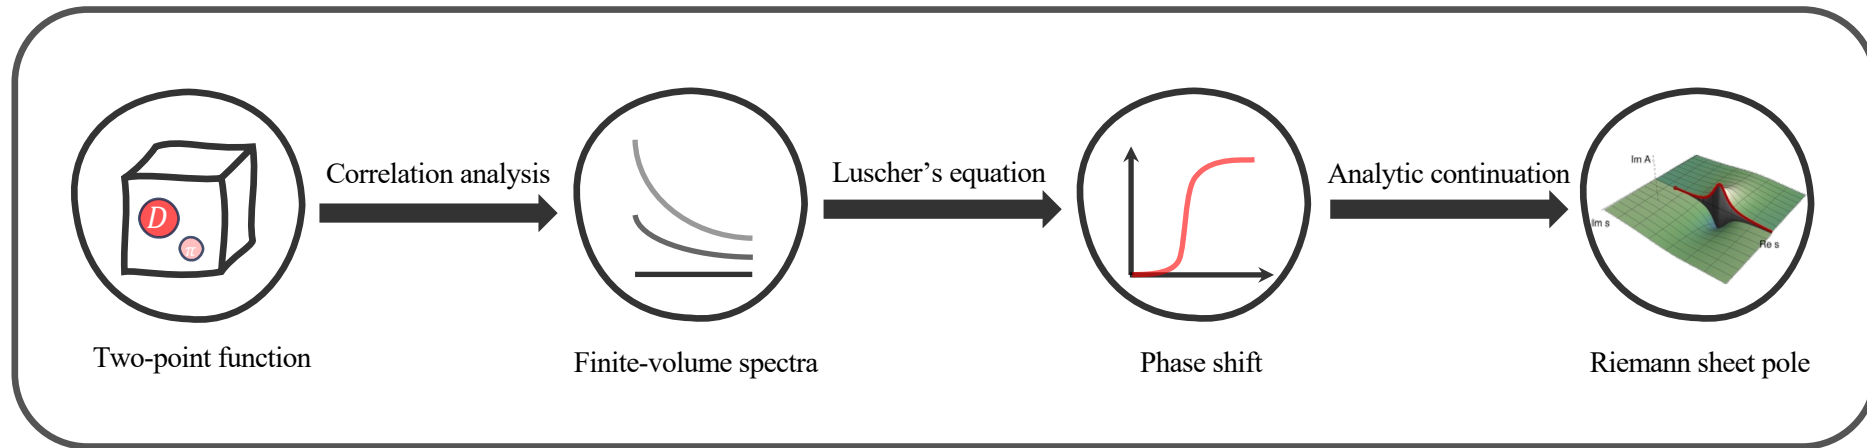 Correlation analysis
Luscher's equation
Analytic continuation
D
π
Im A
Im s
Re s
Two-point function
Finite-volume spectra
Phase shift
Riemann sheet pole